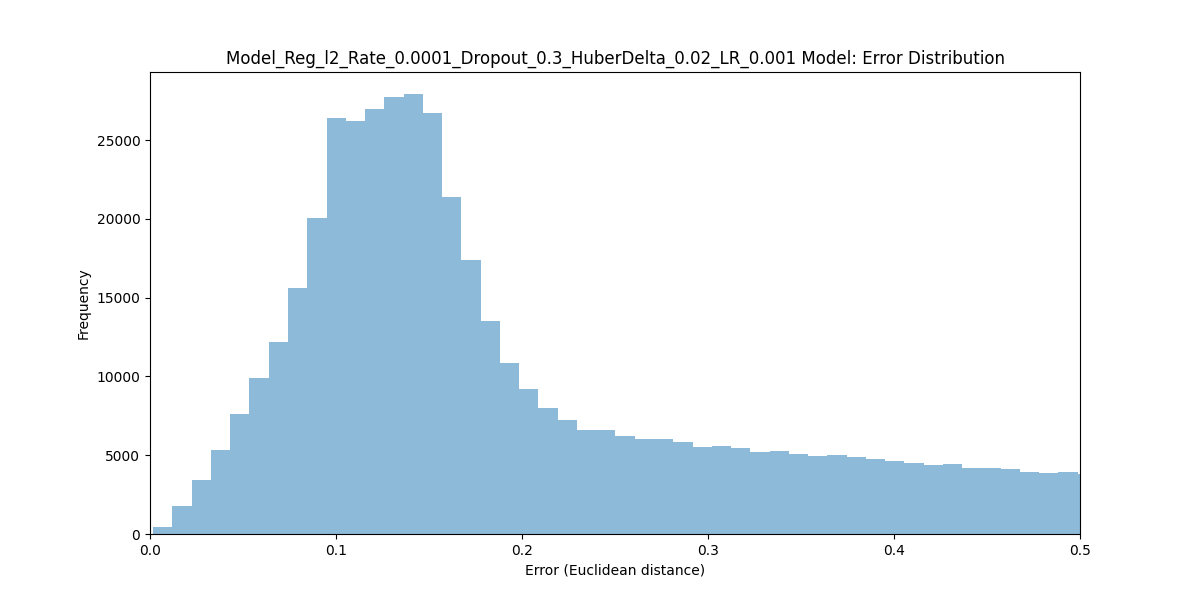 Model_Reg_l2_Rate_0.0001_Dropout_0.3_HuberDelta_0.02_LR_0.001 Model: Error Distribution
25000
20000
15000
10000
5000
0
Frequency
0.0 0.1 0.2 0.3 0.4 0.5
Error (Euclidean distance)